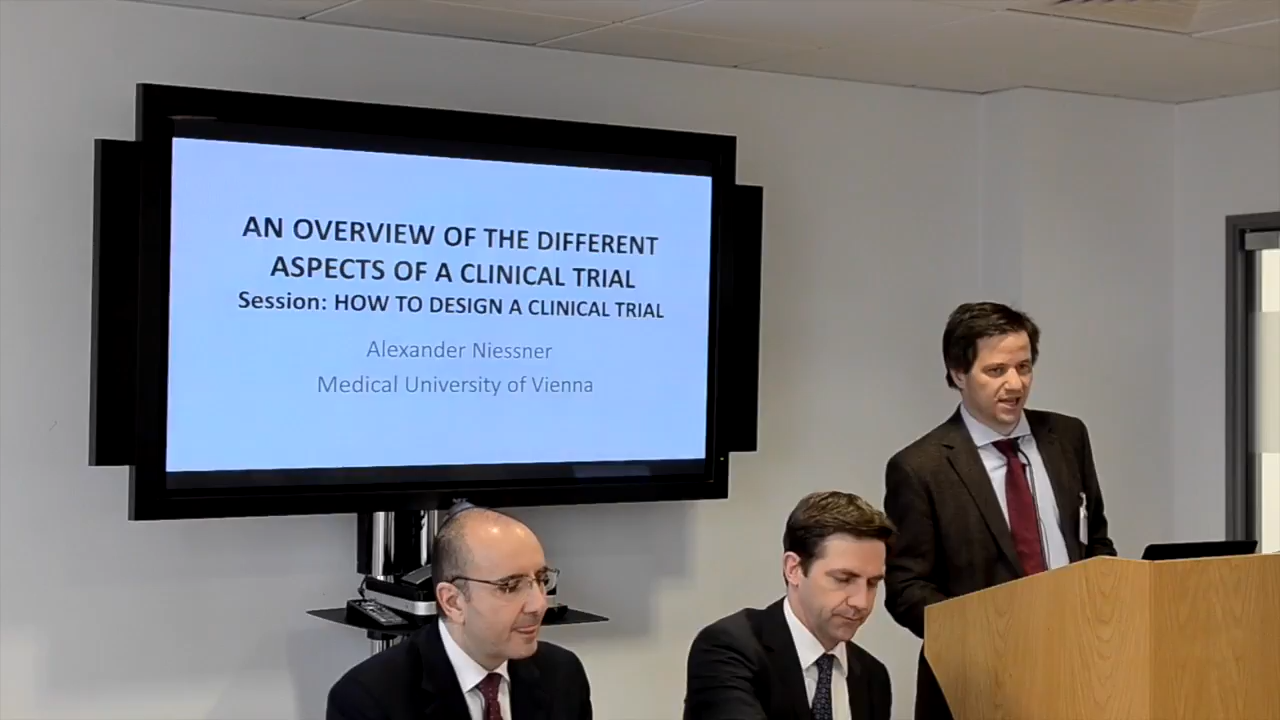 AN OVERVIEW OF THE DIFFERENT
ASPECTS OF A CLINICAL TRIAL
Session: HOW TO DESIGN A CLINICAL TRIAL
Alexander Niessner
Medical University of Vienna